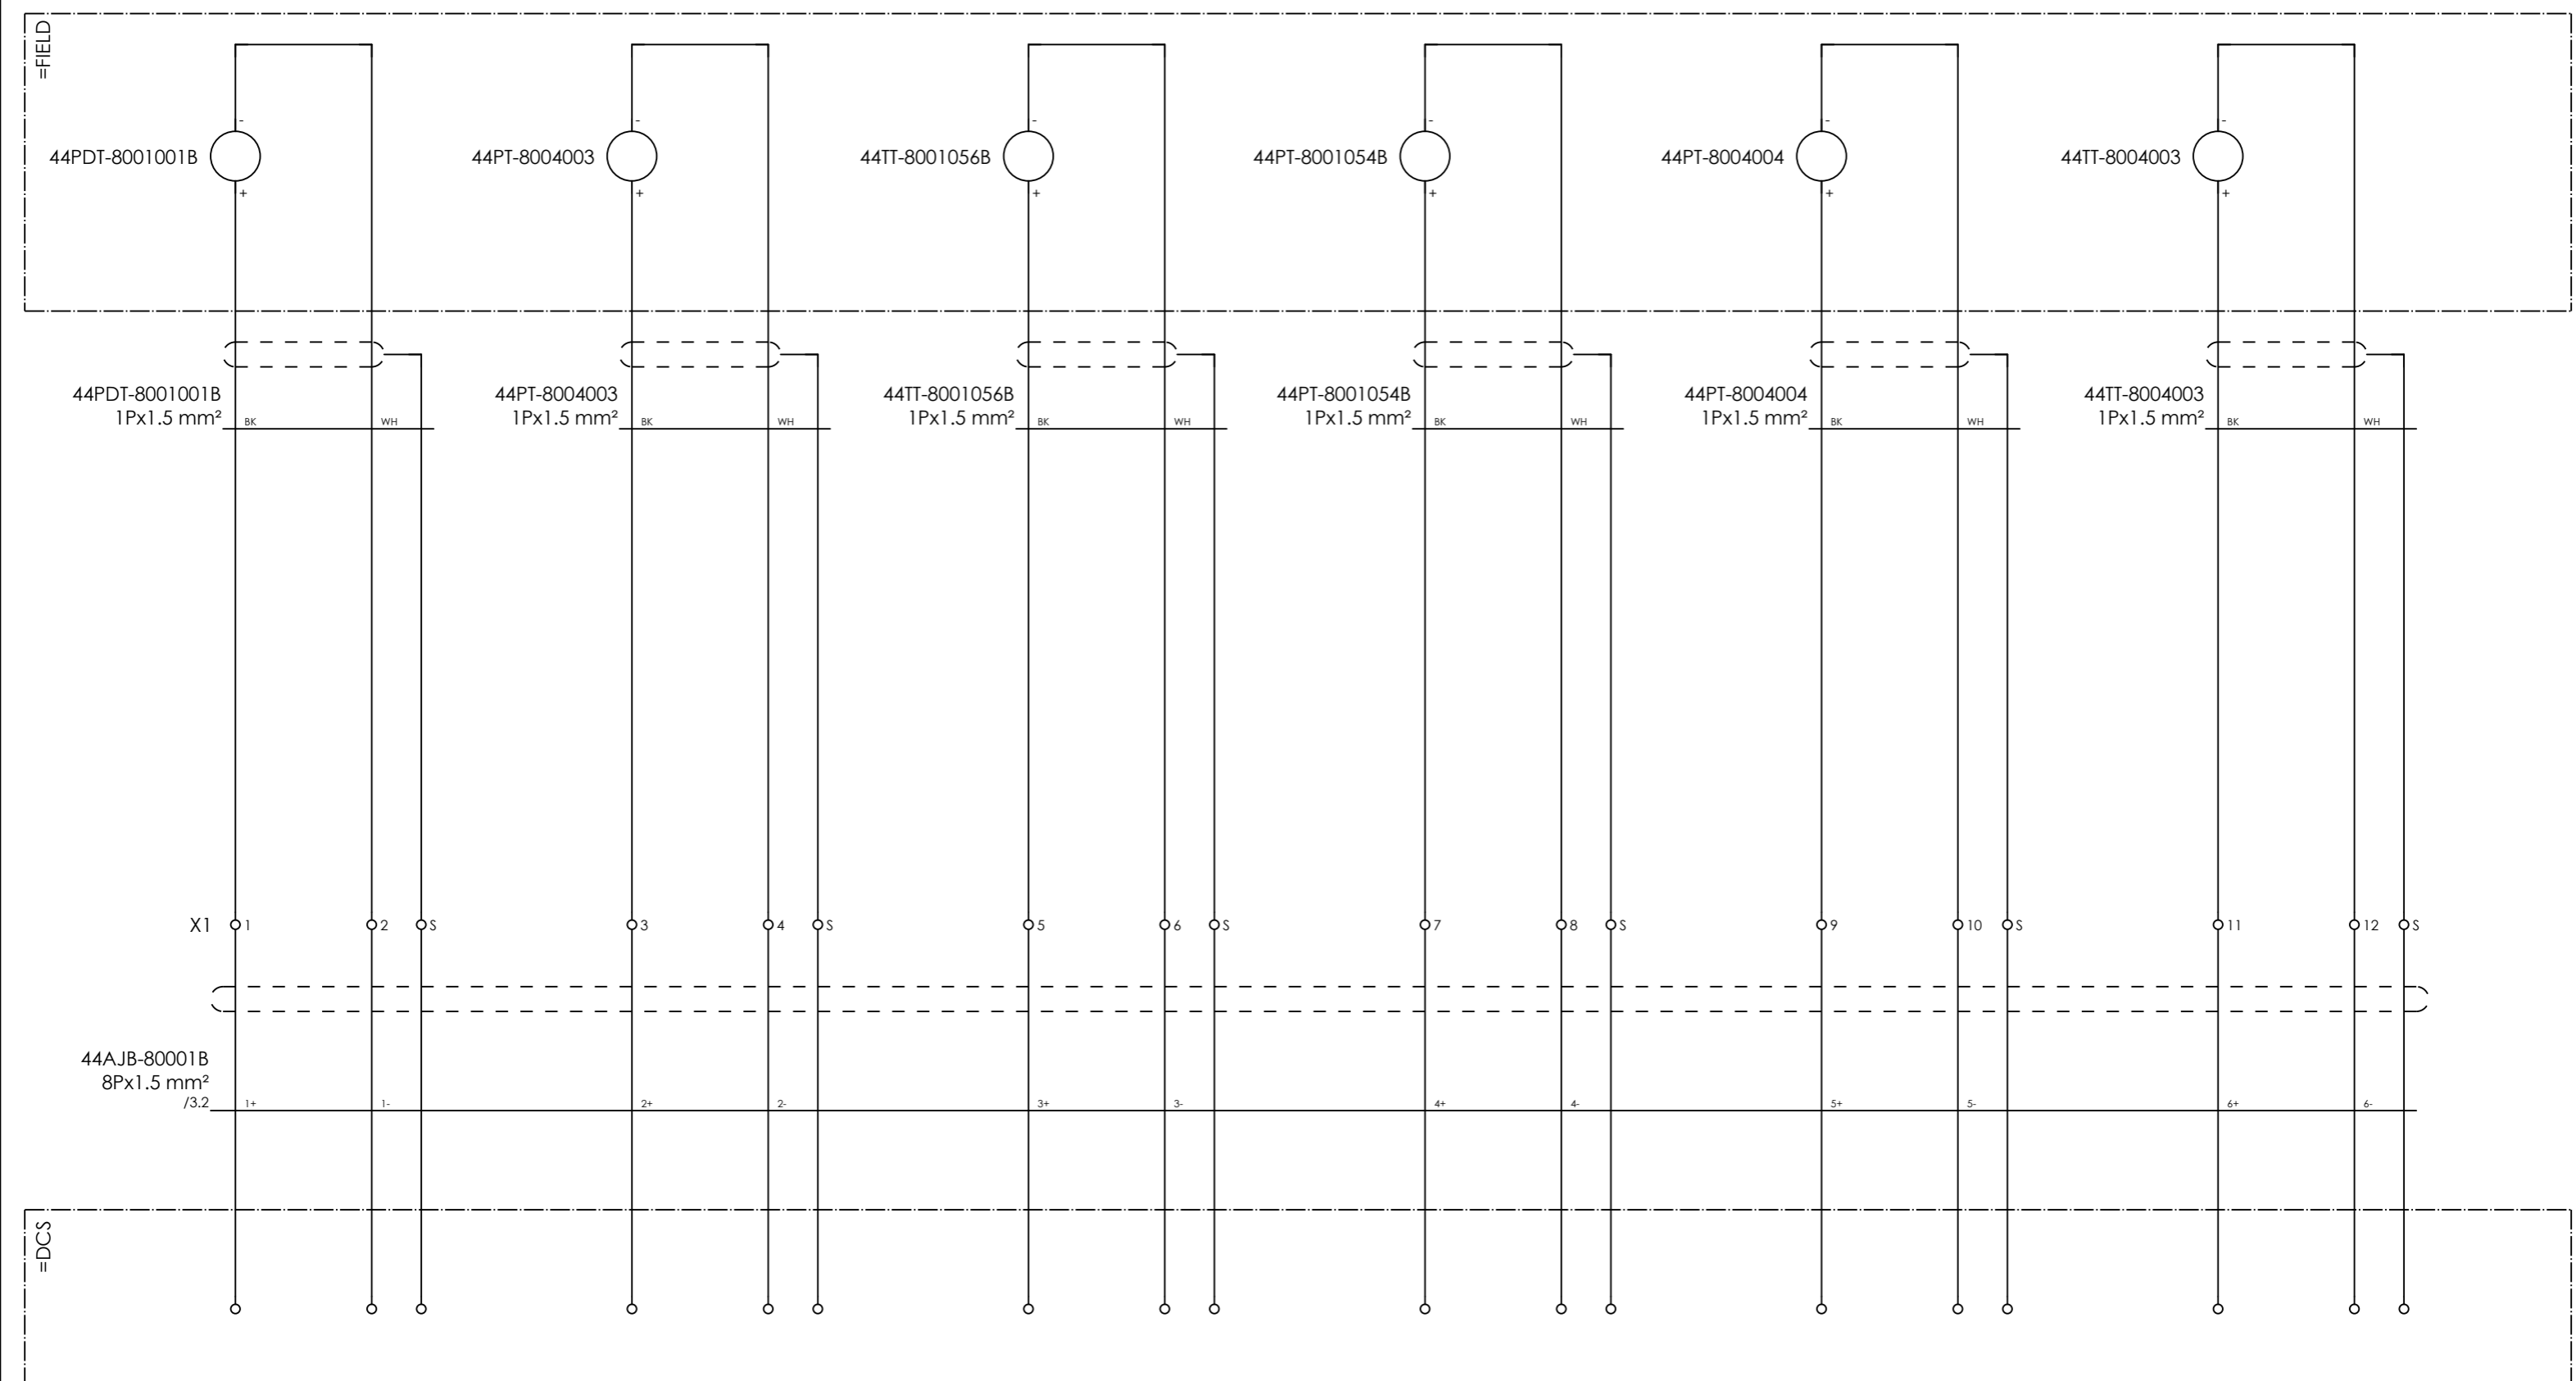 =FIELD
- - - - - -
44PDT-8001001B 44PT-8004003 44TT-8001056B 44PT-8001054B 44PT-8004004 44TT-8004003
+ + + + + +
44PDT-8001001B 44PT-8004003 44TT-8001056B 44PT-8001054B 44PT-8004004 44TT-8004003
1Px1.5 mm² BK WH 1Px1.5 mm² BK WH 1Px1.5 mm² BK WH 1Px1.5 mm² BK WH 1Px1.5 mm² BK WH 1Px1.5 mm² BK WH
X1 1 2 S 3 4 S 5 6 S 7 8 S 9 10 S 11 12 S
44AJB-80001B
8Px1.5 mm²
/3.2 1+ 1- 2+ 2- 3+ 3- 4+ 4- 5+ 5- 6+ 6-
=DCS